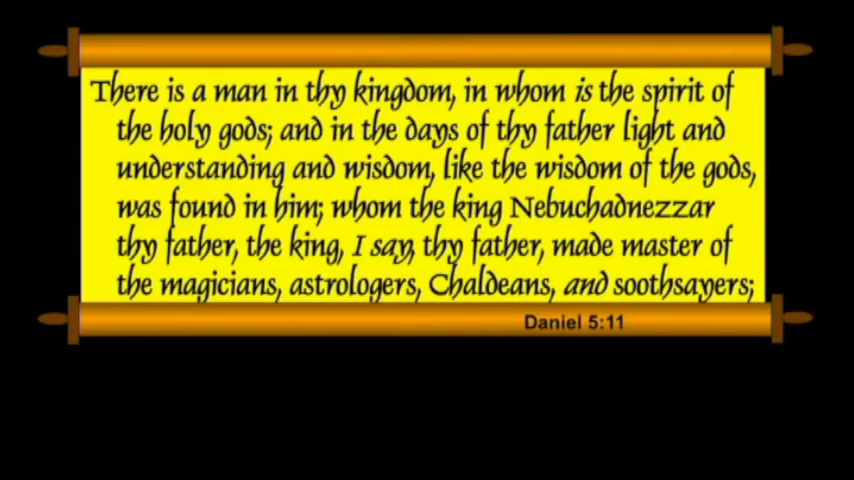 There is a man in thy kingdom, in whom is the spirit of
the holy gods; and in the days of thy father light and
understanding and wisdom, like the wisdom of the gods,
was found in him; whom the king Nebuchadnezzar
thy father, the king, I say, thy father, made master of
the magicians, astrologers, Chaldeans, and soothsayers;
Daniel 5:11